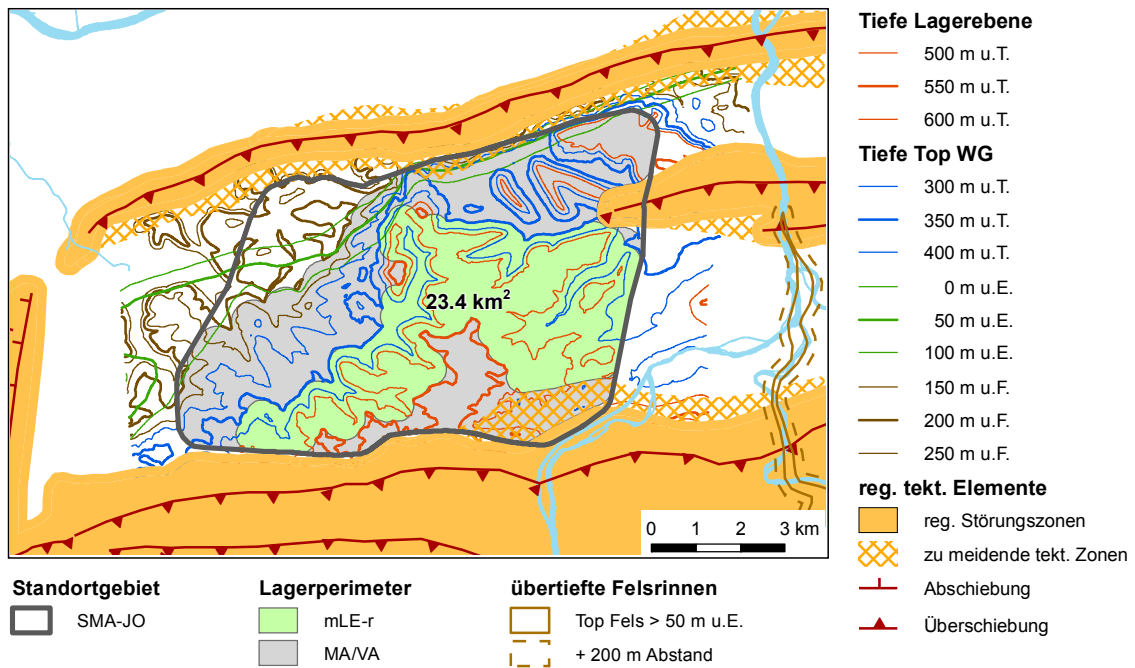 23.4 km²
0 1 2 3 km
Tiefe Lagerebene
500 m u.T.
550 m u.T.
600 m u.T.
Tiefe Top WG
300 m u.T.
350 m u.T.
400 m u.T.
0 m u.E.
50 m u.E.
100 m u.E.
150 m u.F.
200 m u.F.
250 m u.F.
reg. tekt. Elemente
reg. Störungszonen
zu meidende tekt. Zonen
Abschiebung
Überschiebung
Standortgebiet
SMA-JO
Lagerperimeter
mLE-r
MA/VA
übertiefte Felsrinnen
Top Fels > 50 m u.E.
+ 200 m Abstand